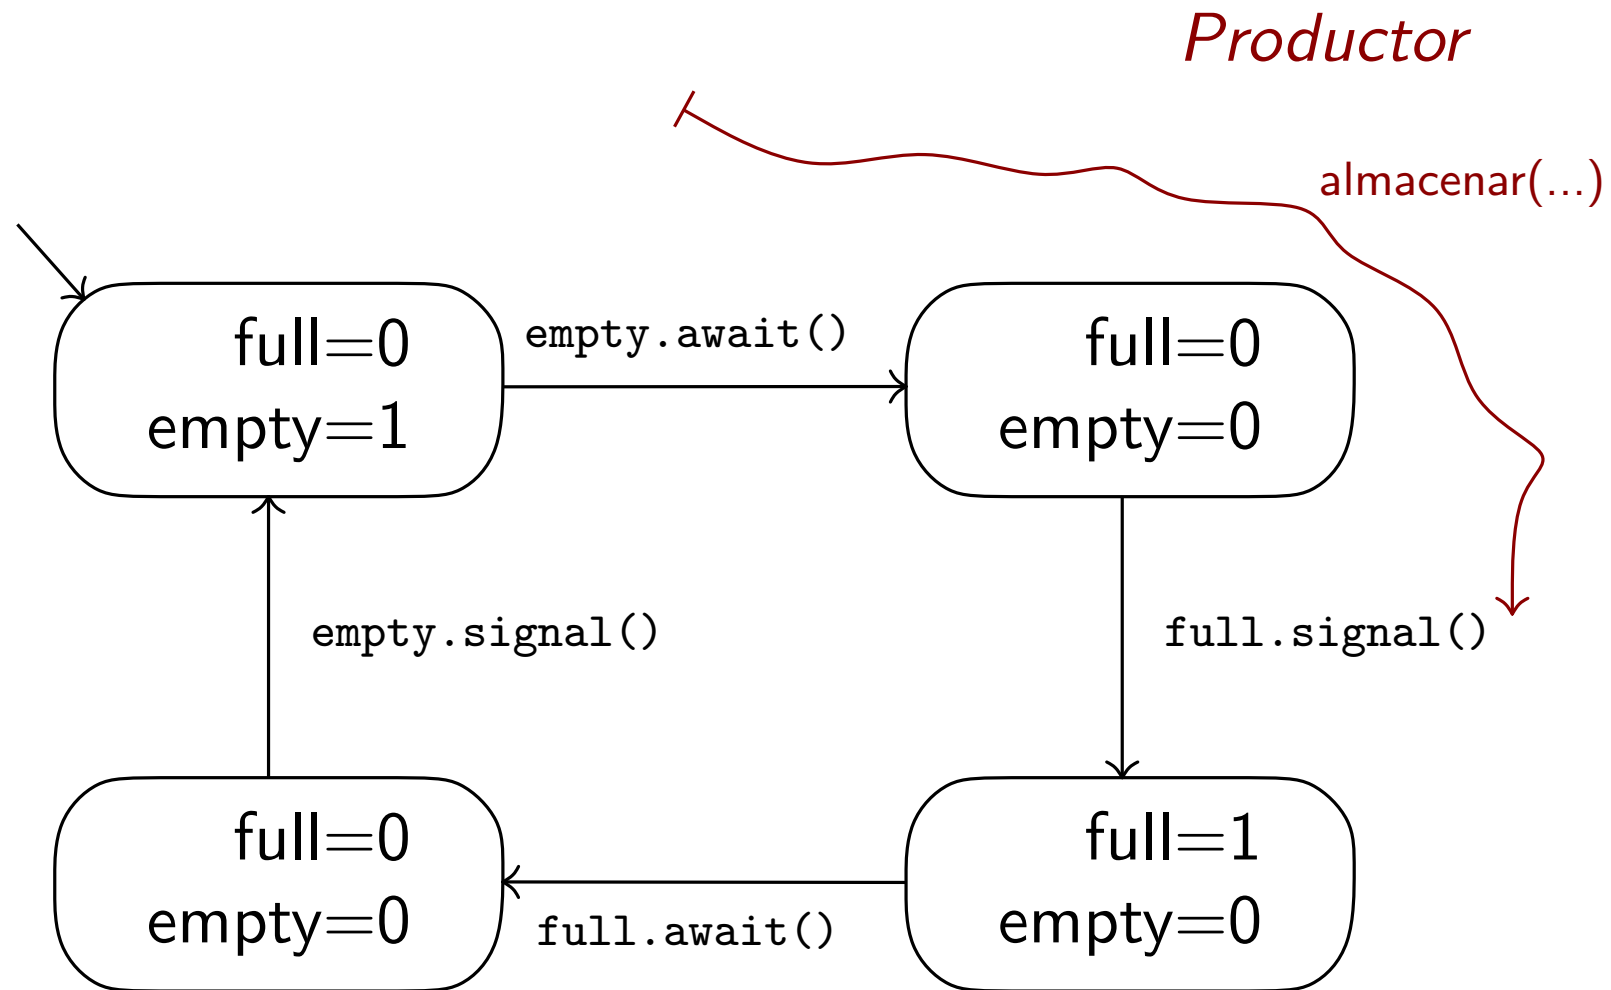 Productor
almacenar(...)
full=0
empty=1
empty.await()
full=0
empty=0
empty.signal()
full.signal()
full=0
empty=0
full.await()
full=1
empty=0